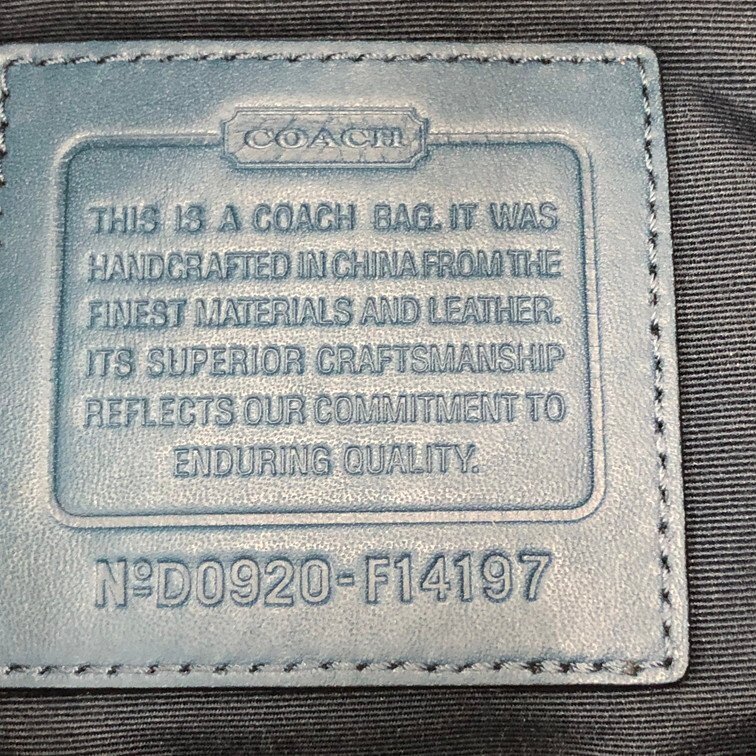 COACH
THIS IS A COACH BAG. IT WAS
HANDCRAFTED IN CHINA FROM THE
FINEST MATERIALS AND LEATHER.
ITS SUPERIOR CRAFTSMANSHIP
REFLECTS OUR COMMITMENT TO
ENDURING QUALITY.
NºD0920-F14197